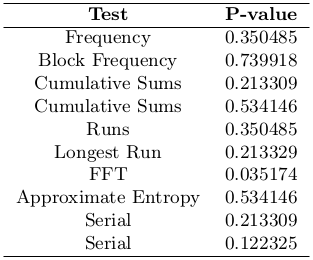 Test P-value
Frequency 0.350485
Block Frequency 0.739918
Cumulative Sums 0.213309
Cumulative Sums 0.534146
Runs 0.350485
Longest Run 0.213329
FFT 0.035174
Approximate Entropy 0.534146
Serial 0.213309
Serial 0.122325